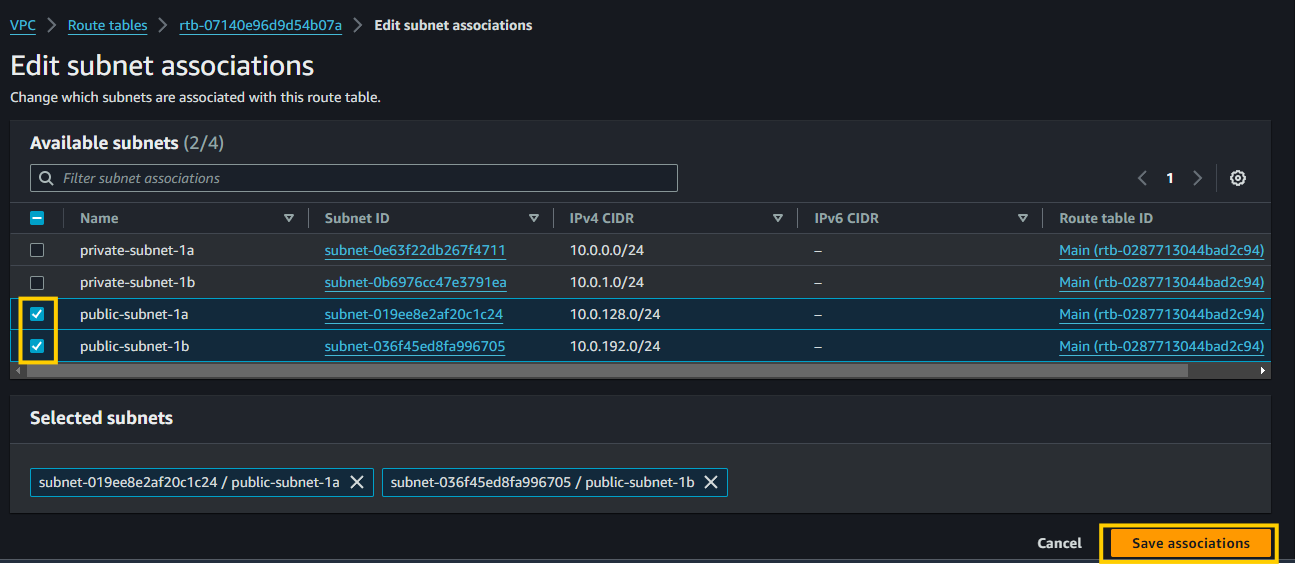 VPC > Route tables > rtb-07140e96d9d54b07a > Edit subnet associations
Edit subnet associations
Change which subnets are associated with this route table.
Available subnets (2/4)
Filter subnet associations
1
Name Subnet ID IPv4 CIDR IPv6 CIDR Route table ID
private-subnet-1a subnet-0e63f22db267f4711 10.0.0.0/24 – Main (rtb-0287713044bad2c94)
private-subnet-1b subnet-0b6976cc47e3791ea 10.0.1.0/24 – Main (rtb-0287713044bad2c94)
public-subnet-1a subnet-019ee8e2af20c1c24 10.0.128.0/24 – Main (rtb-0287713044bad2c94)
public-subnet-1b subnet-036f45ed8fa996705 10.0.192.0/24 – Main (rtb-0287713044bad2c94)
Selected subnets
subnet-019ee8e2af20c1c24 / public-subnet-1a subnet-036f45ed8fa996705 / public-subnet-1b
Cancel Save associations